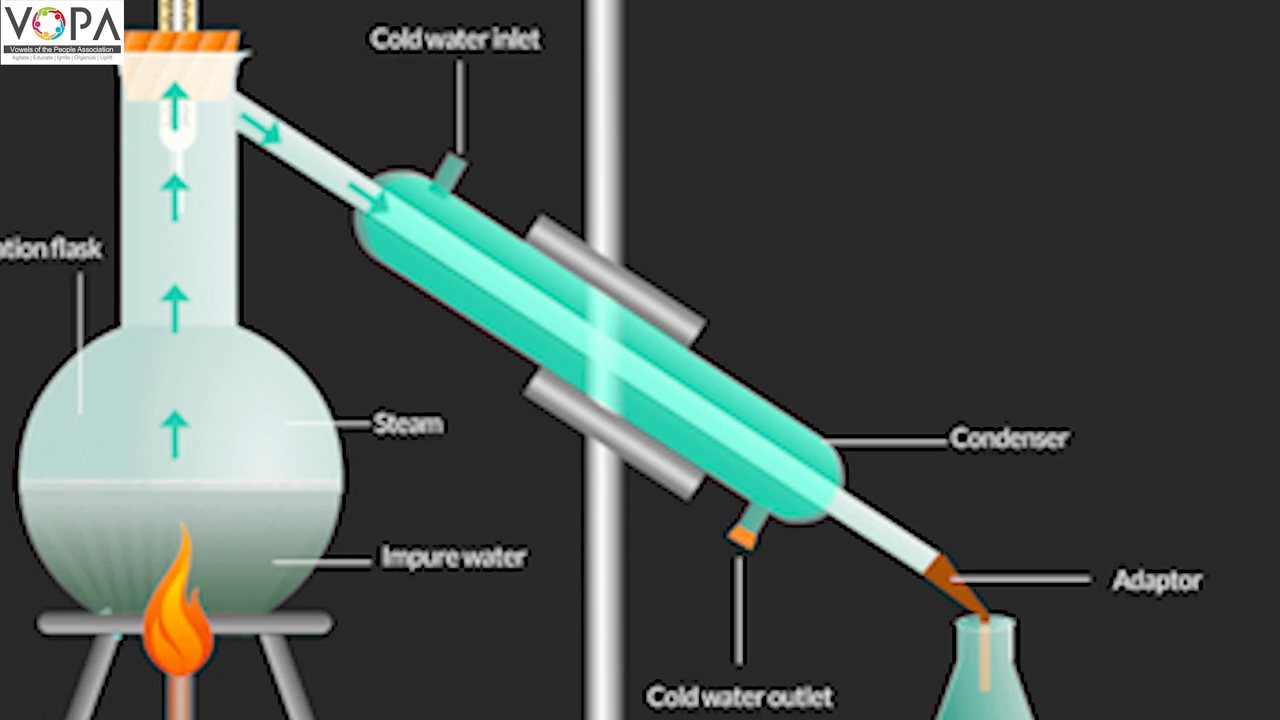 VOPA
Vowels of the People Association
Agitate | Educate | Ignite | Organize | Uplift
Cold water inlet
ation flask
Steam
Condenser
Impure water
Adaptor
Cold water outlet